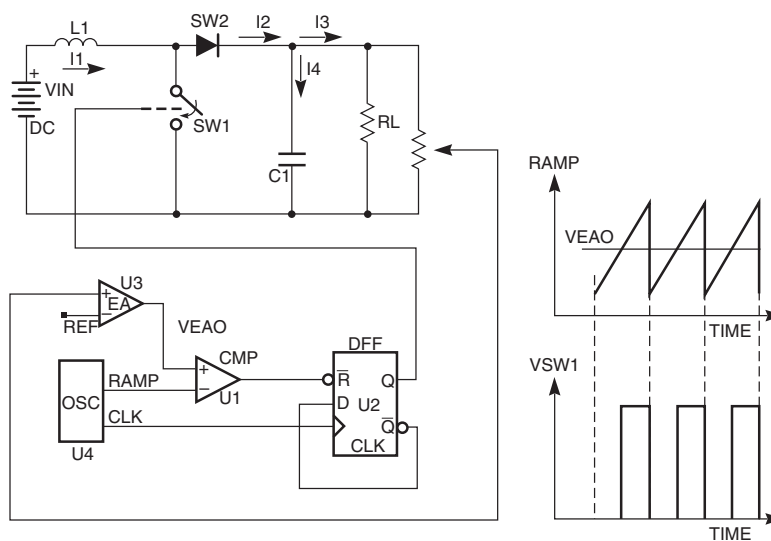 L1
SW2
I2
I3
I1
I4
+
VIN
DC
SW1
RL
C1
RAMP
VEAO
TIME
U3
+
EA
−
REF
VEAO
DFF
CMP
+
−
U1
R
Q
D
U2
Q
CLK
OSC
RAMP
CLK
U4
VSW1
TIME